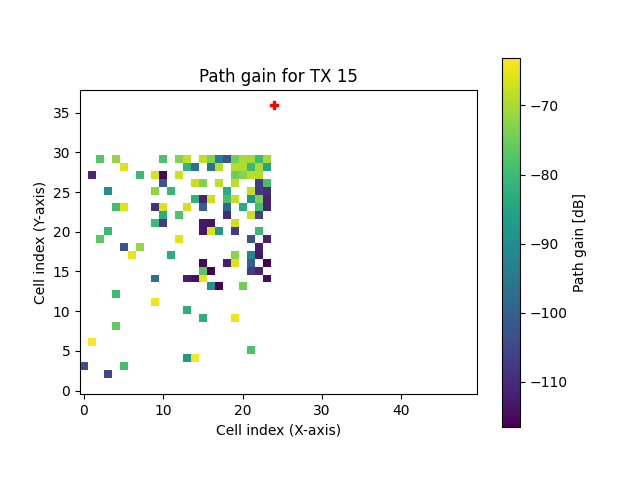 Path gain for TX 15
35
30
25
20
15
10
5
0
Cell index (Y-axis)
0 10 20 30 40
Cell index (X-axis)
−70
−80
−90
−100
−110
Path gain [dB]